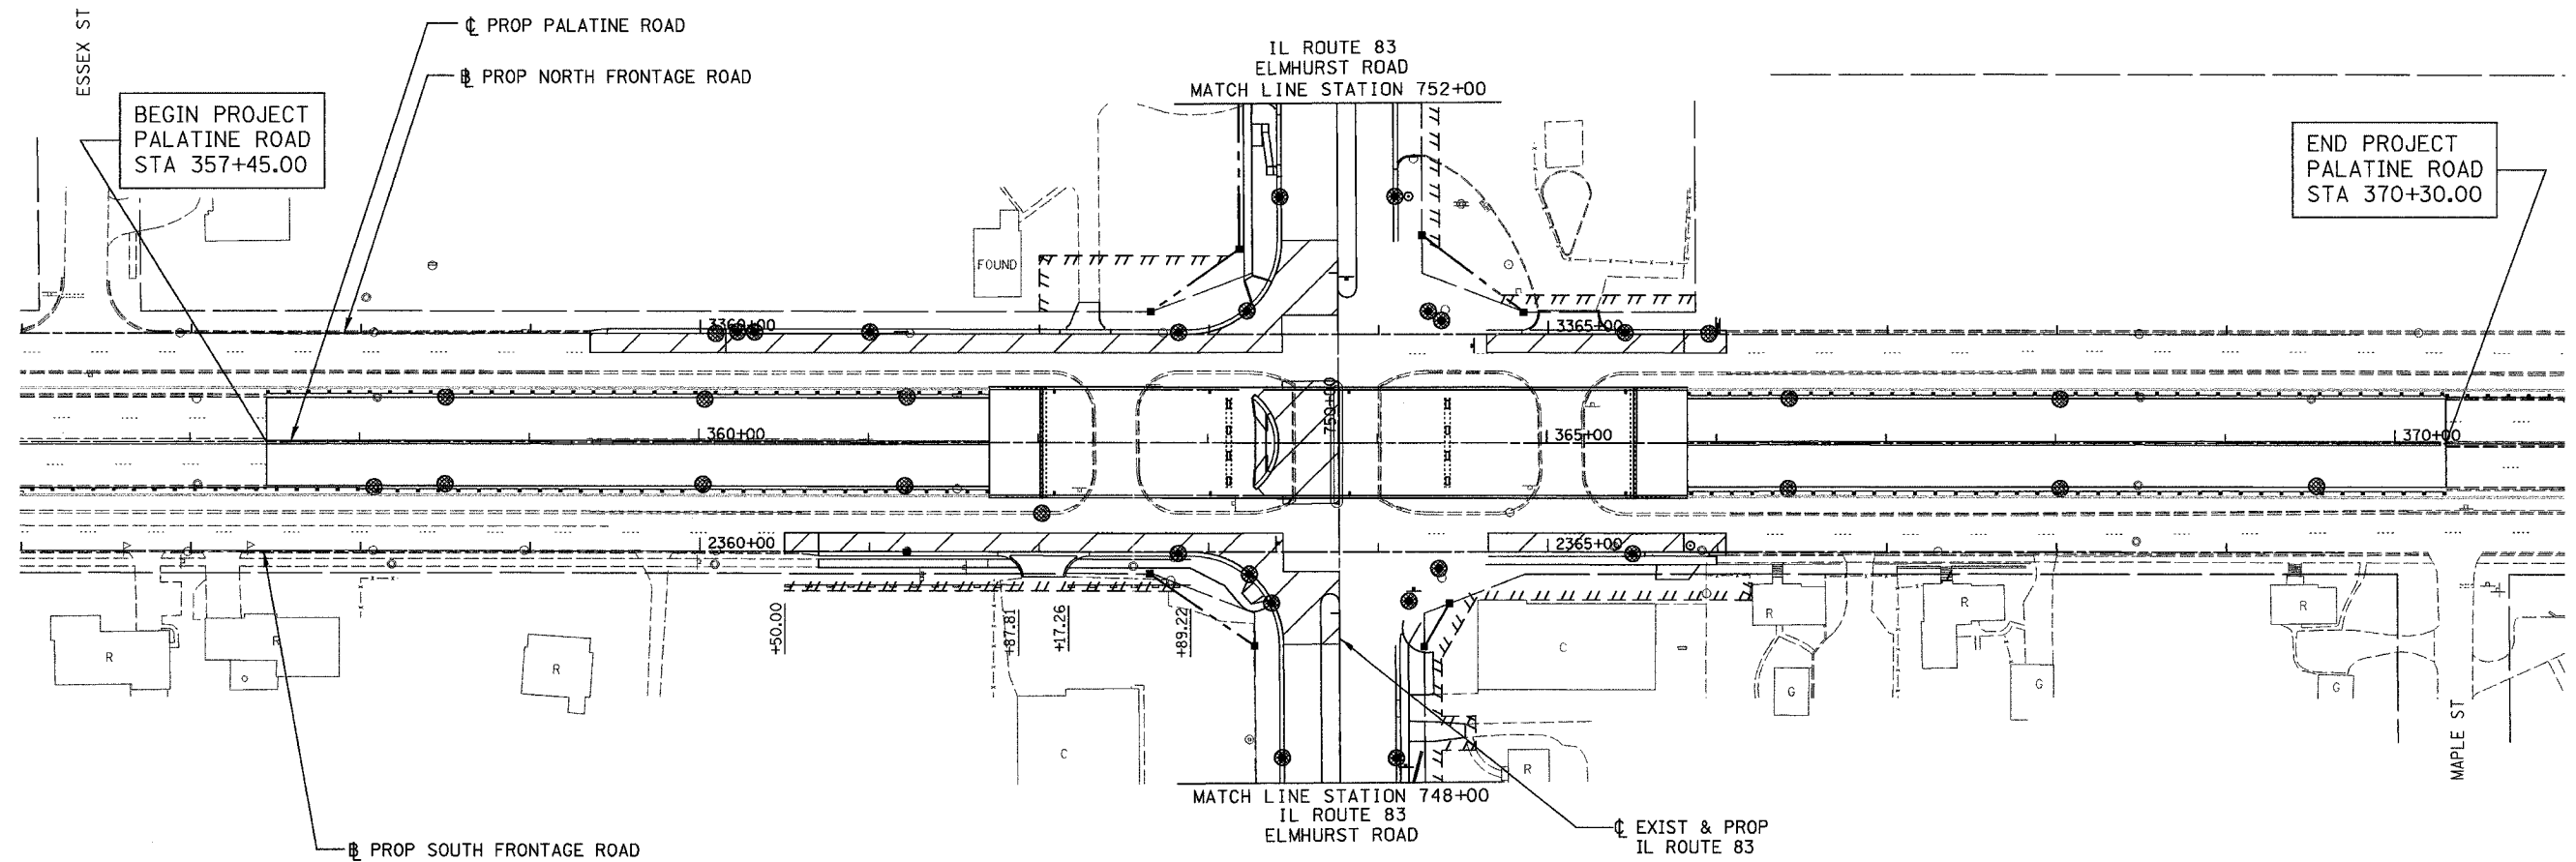 ESSEX ST
℄ PROP PALATINE ROAD
B̶L PROP NORTH FRONTAGE ROAD
BEGIN PROJECT
PALATINE ROAD
STA 357+45.00
IL ROUTE 83
ELMHURST ROAD
MATCH LINE STATION 752+00
END PROJECT
PALATINE ROAD
STA 370+30.00
FOUND
3360+00
3365+00
360+00
750+00
365+00
370+00
2360+00
2365+00
+50.00
+87.81
+17.26
+89.22
R
R
R
C
C
R
R
R
R
G
G
G
MAPLE ST
MATCH LINE STATION 748+00
IL ROUTE 83
ELMHURST ROAD
℄ EXIST & PROP
IL ROUTE 83
B̶L PROP SOUTH FRONTAGE ROAD